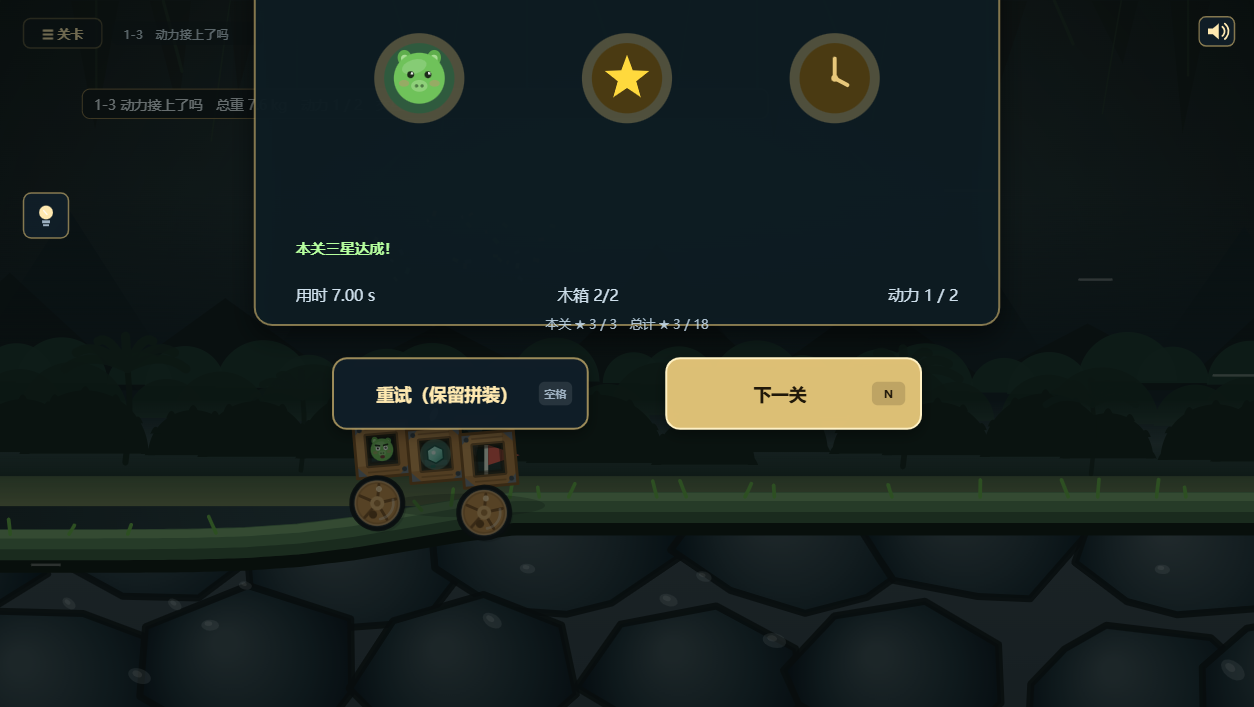 ☰ 关卡
1-3 动力接上了吗
1-3 动力接上了吗 总重 7
本关三星达成!
用时 7.00 s
木箱 2/2
动力 1 / 2
本关 ★ 3 / 3 总计 ★ 3 / 18
重试（保留拼装） 空格
下一关 N